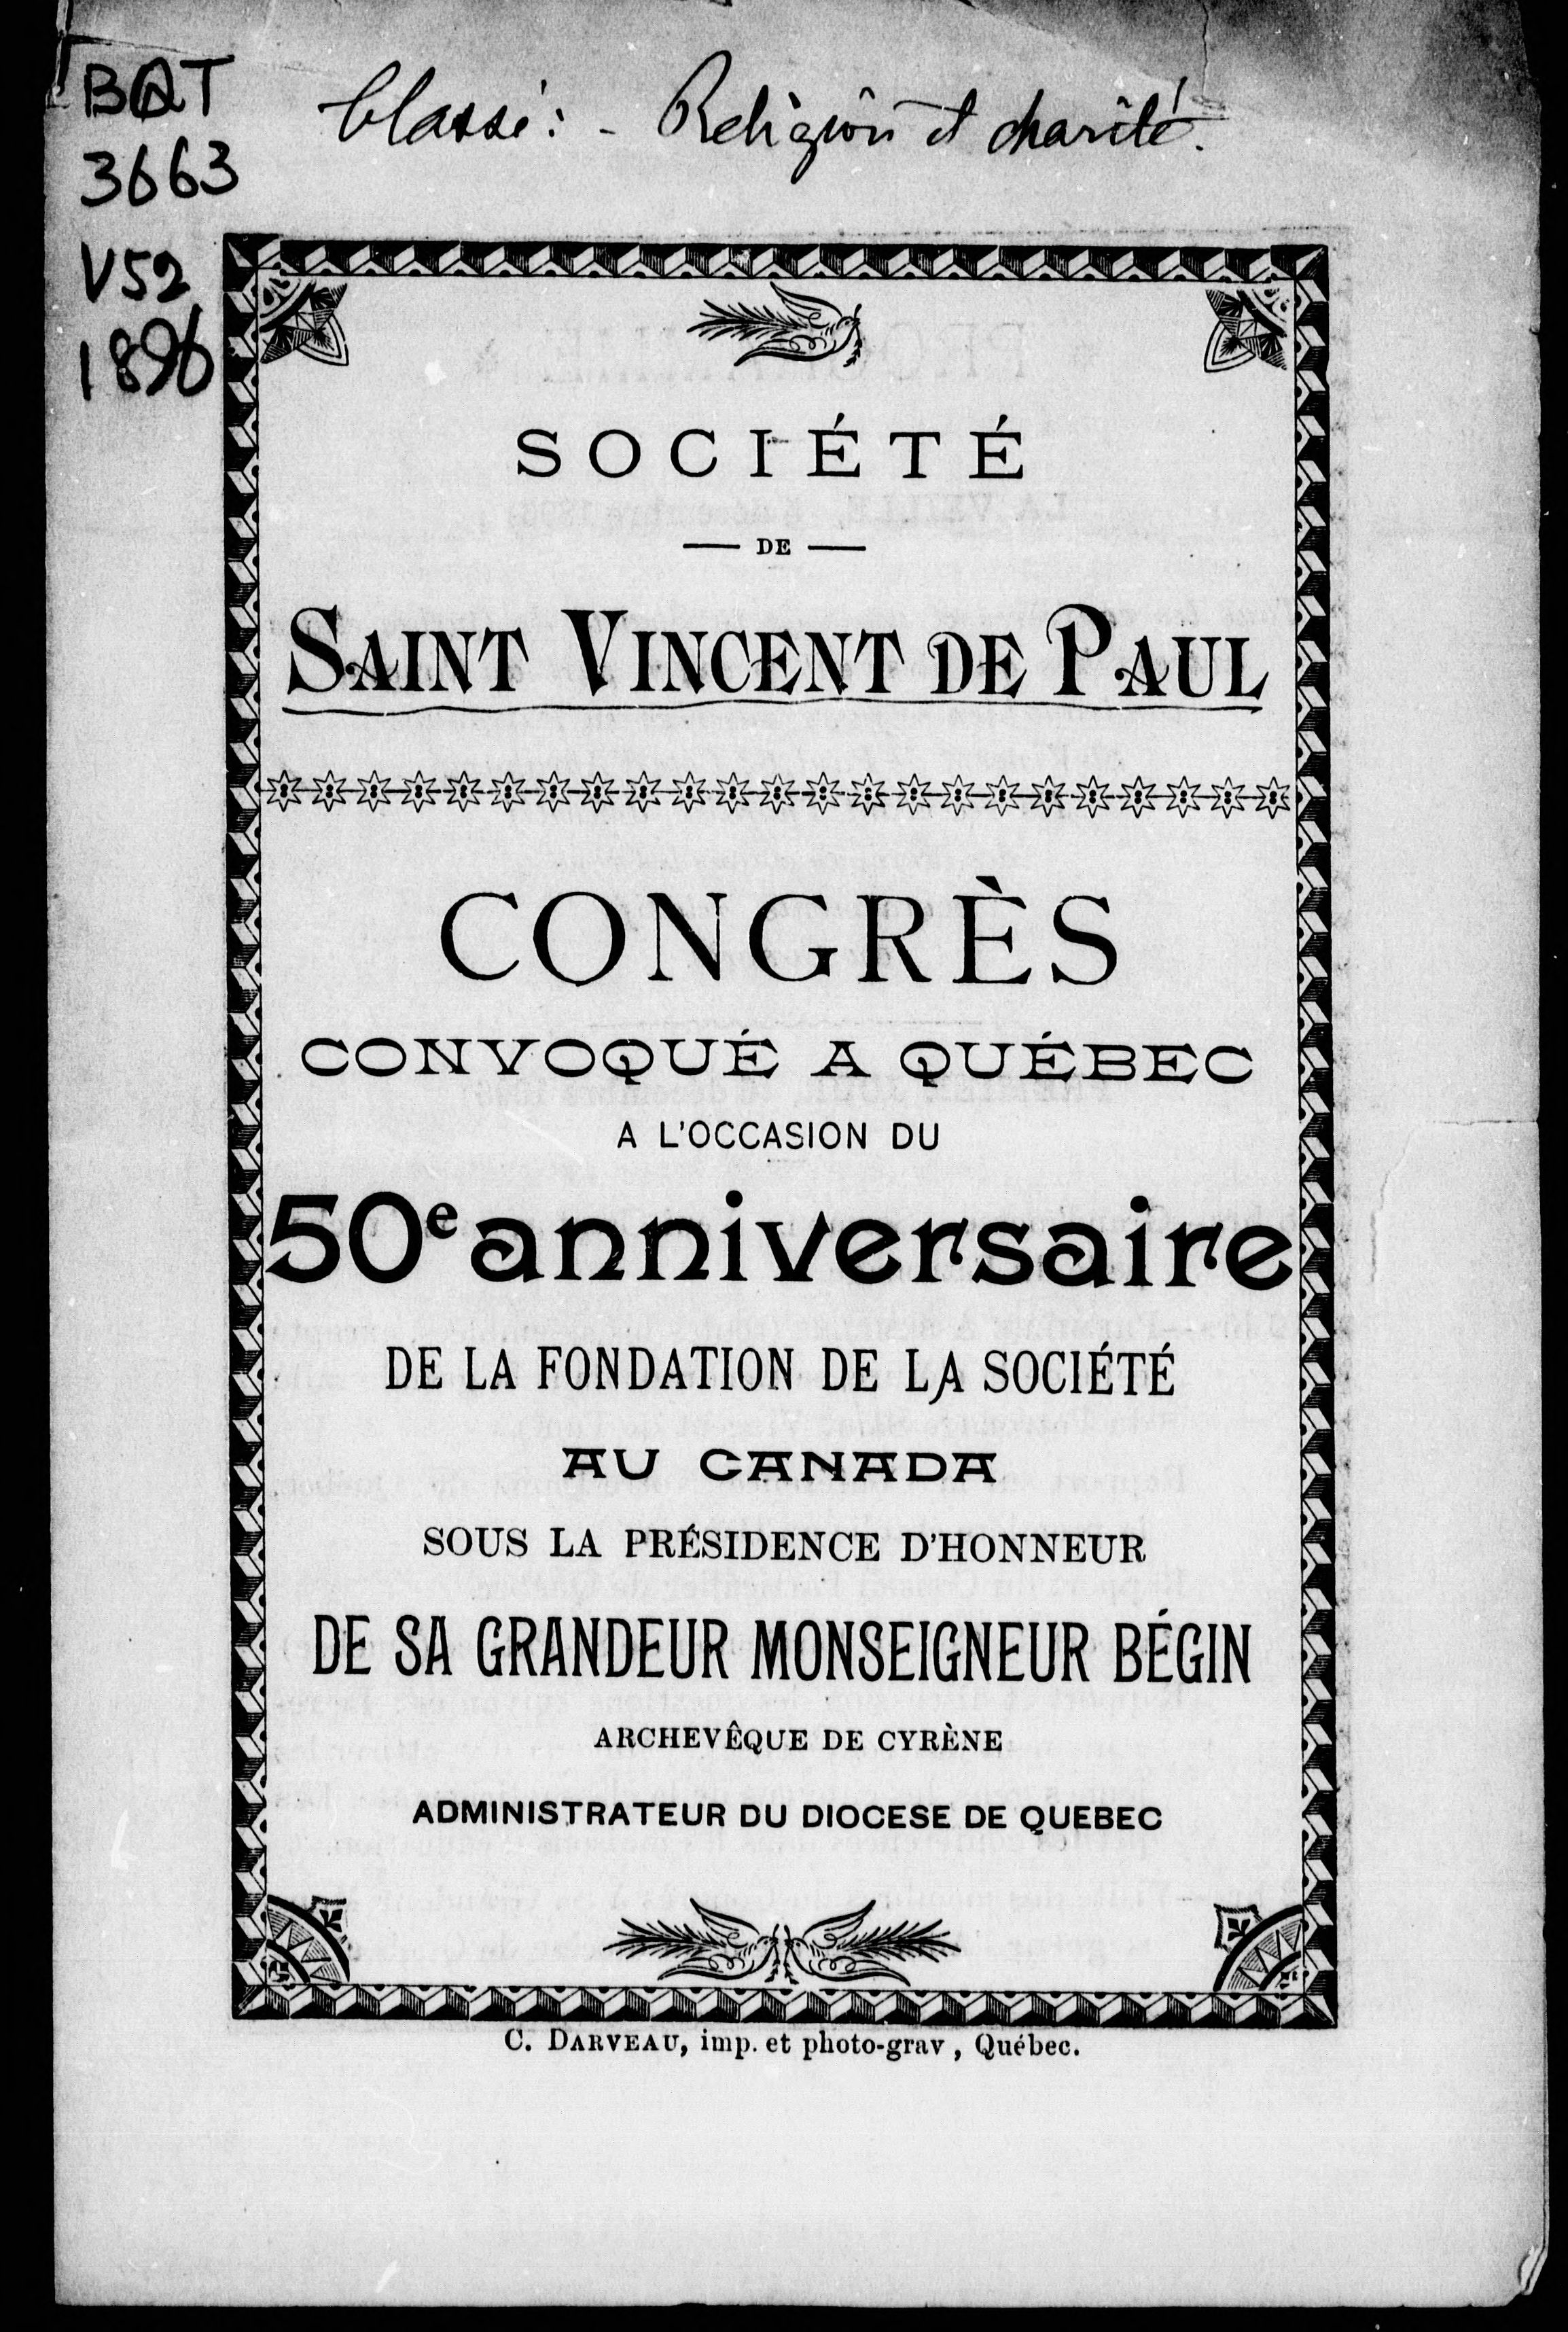 BQT
3663
V52
1896
Classé: - Religion et charité.
SOCIÉTÉ
— DE —
SAINT VINCENT DE PAUL
CONGRÈS
CONVOQUÉ A QUÉBEC
A L'OCCASION DU
50e anniversaire
DE LA FONDATION DE LA SOCIÉTÉ
AU CANADA
SOUS LA PRÉSIDENCE D'HONNEUR
DE SA GRANDEUR MONSEIGNEUR BÉGIN
ARCHEVÊQUE DE CYRÈNE
ADMINISTRATEUR DU DIOCESE DE QUEBEC
C. DARVEAU, imp. et photo-grav, Québec.